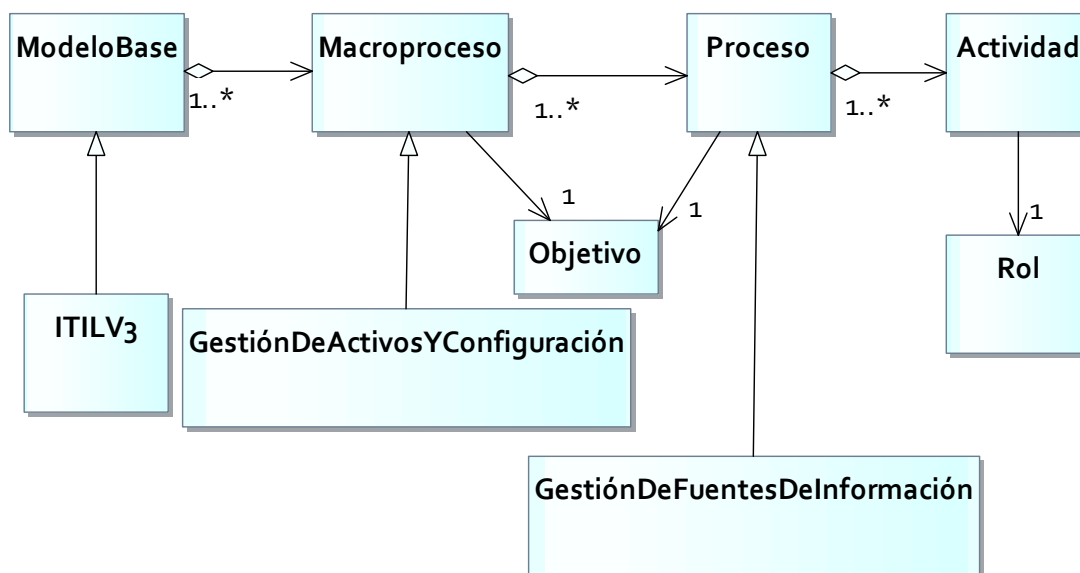 ModeloBase
Macroproceso
Proceso
Actividad
1..*
1..*
1..*
1
1
1
Objetivo
Rol
ITILV3
GestiónDeActivosYConfiguración
GestiónDeFuentesDeInformación